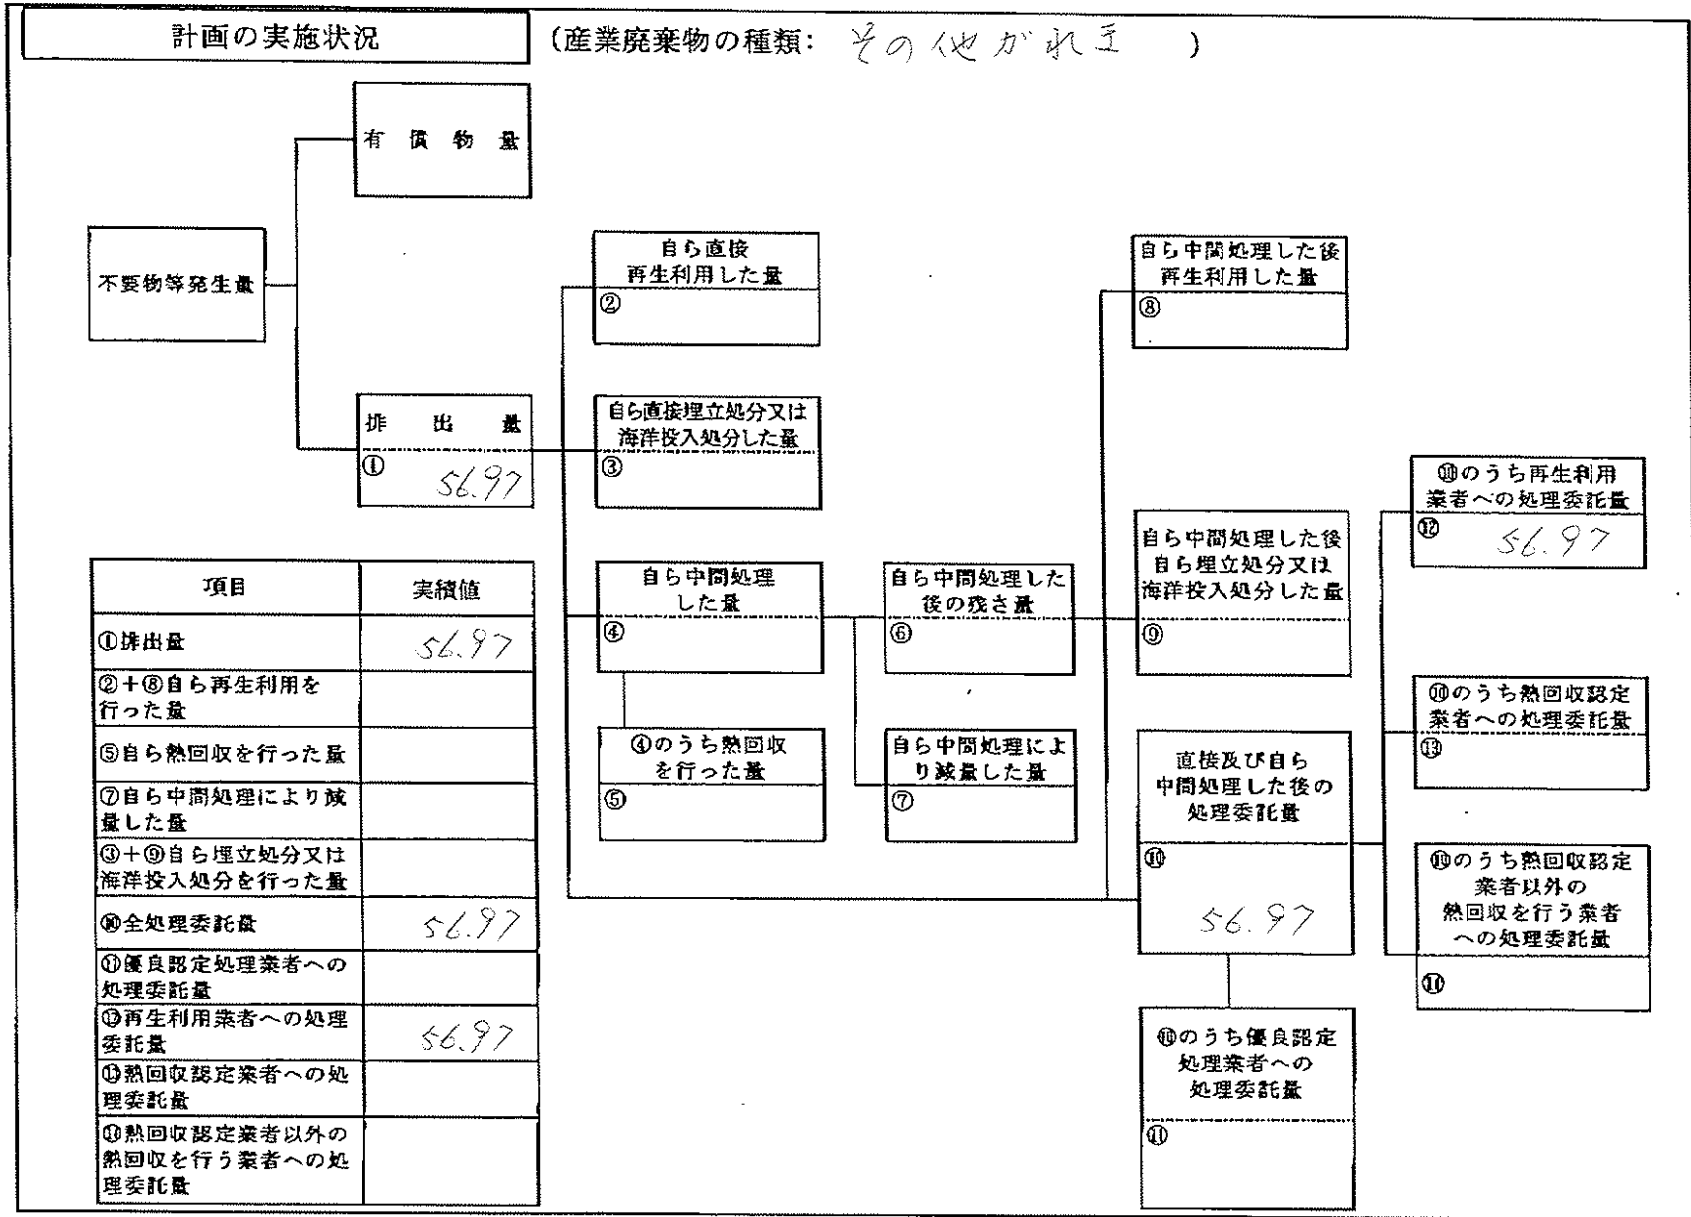 計画の実施状況
(産業廃棄物の種類: その他がれき )
有償物量
不要物等発生量
排出量
① 56.97
自ら直接
再生利用した量
②
自ら直接埋立処分又は
海洋投入処分した量
③
自ら中間処理
した量
④
④のうち熱回収
を行った量
⑤
自ら中間処理した
後の残さ量
⑥
自ら中間処理によ
り減量した量
⑦
自ら中間処理した後
再生利用した量
⑧
自ら中間処理した後
自ら埋立処分又は
海洋投入処分した量
⑨
直接及び自ら
中間処理した後の
処理委託量
⑩
56.97
⑩のうち優良認定
処理業者への
処理委託量
⑪
⑩のうち再生利用
業者への処理委託量
⑫ 56.97
⑩のうち熱回収認定
業者への処理委託量
⑬
⑩のうち熱回収認定
業者以外の
熱回収を行う業者
への処理委託量
⑭
項目 実績値
①排出量 56.97
②+⑧自ら再生利用を
行った量
⑤自ら熱回収を行った量
⑦自ら中間処理により減
量した量
③+⑨自ら埋立処分又は
海洋投入処分を行った量
⑩全処理委託量 56.97
⑪優良認定処理業者への
処理委託量
⑫再生利用業者への処理
委託量 56.97
⑬熱回収認定業者への処
理委託量
⑭熱回収認定業者以外の
熱回収を行う業者への処
理委託量